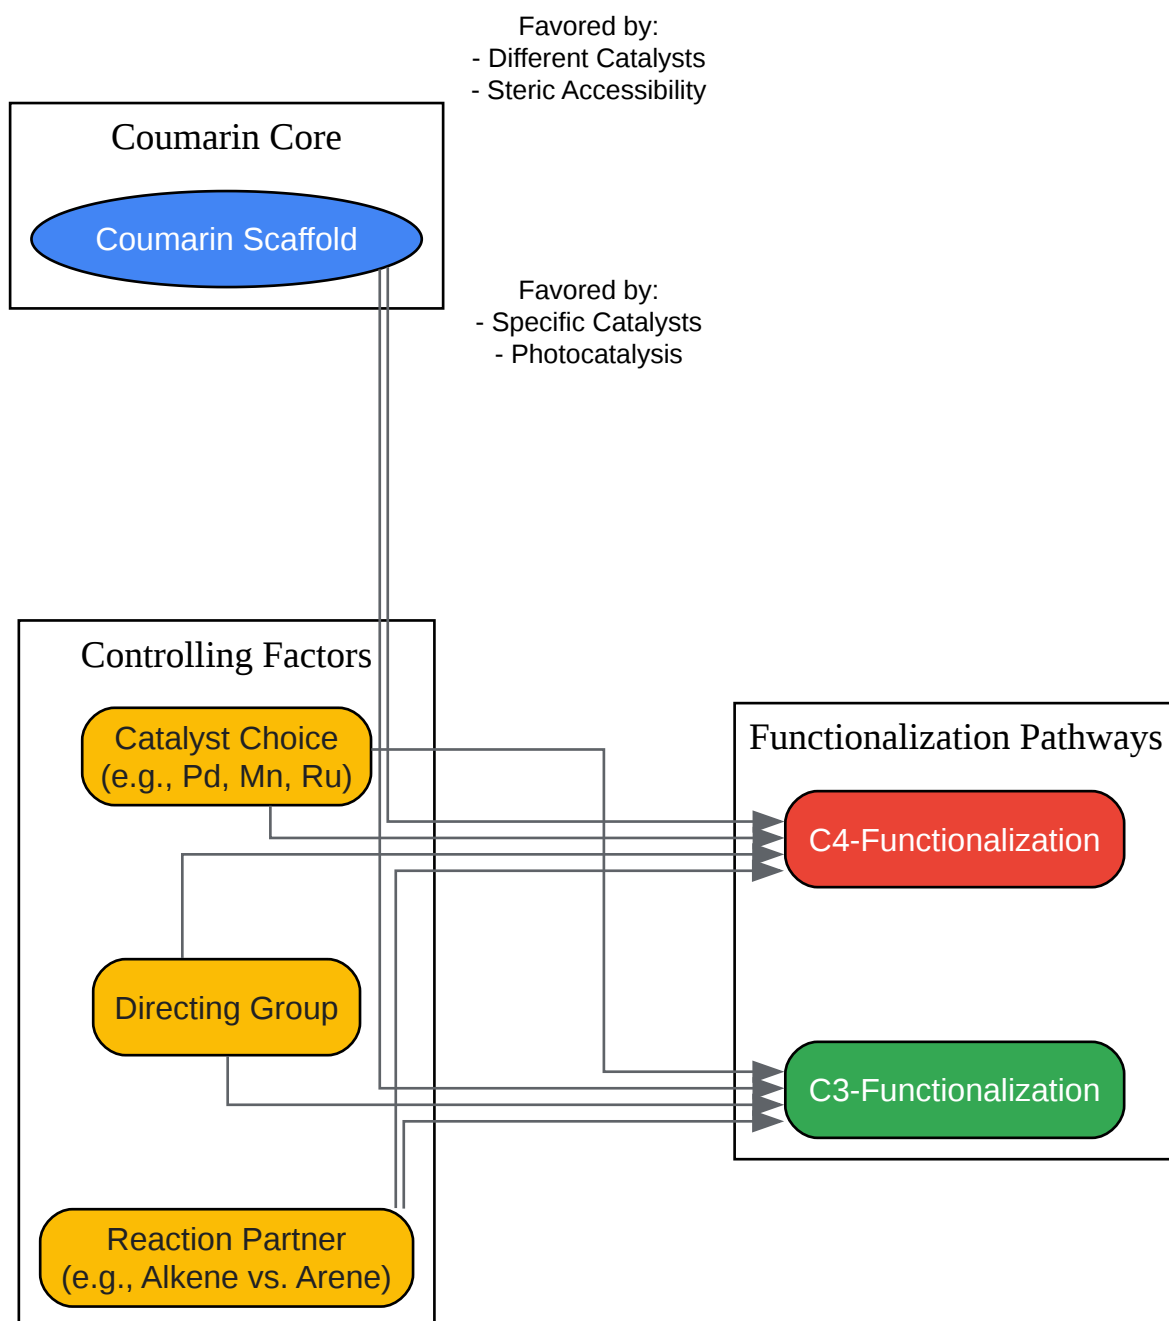 Favored by:
- Different Catalysts
- Steric Accessibility
Coumarin Core
Coumarin Scaffold
Favored by:
- Specific Catalysts
- Photocatalysis
Controlling Factors
Catalyst Choice
(e.g., Pd, Mn, Ru)
Functionalization Pathways
C4-Functionalization
Directing Group
C3-Functionalization
Reaction Partner
(e.g., Alkene vs. Arene)